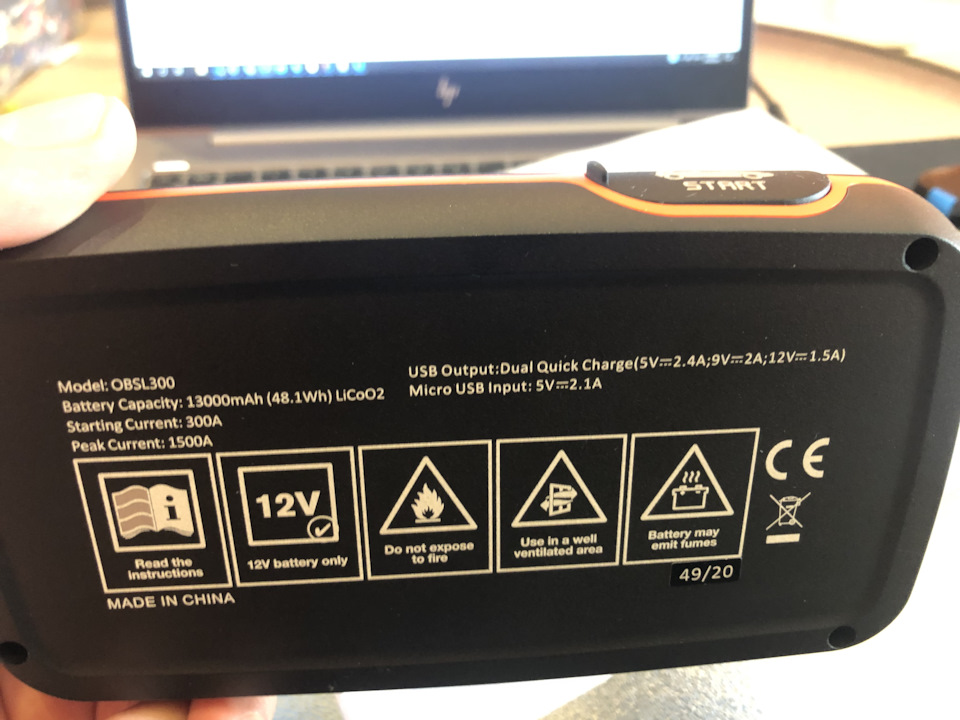 hp
START
Model: OBSL300
Battery Capacity: 13000mAh (48.1Wh) LiCoO2
Starting Current: 300A
Peak Current: 1500A
USB Output:Dual Quick Charge(5V⎓2.4A;9V⎓2A;12V⎓1.5A)
Micro USB Input: 5V⎓2.1A
i
Read the
instructions
12V
12V battery only
Do not expose
to fire
Use in a well
ventilated area
Battery may
emit fumes
CE
49/20
MADE IN CHINA